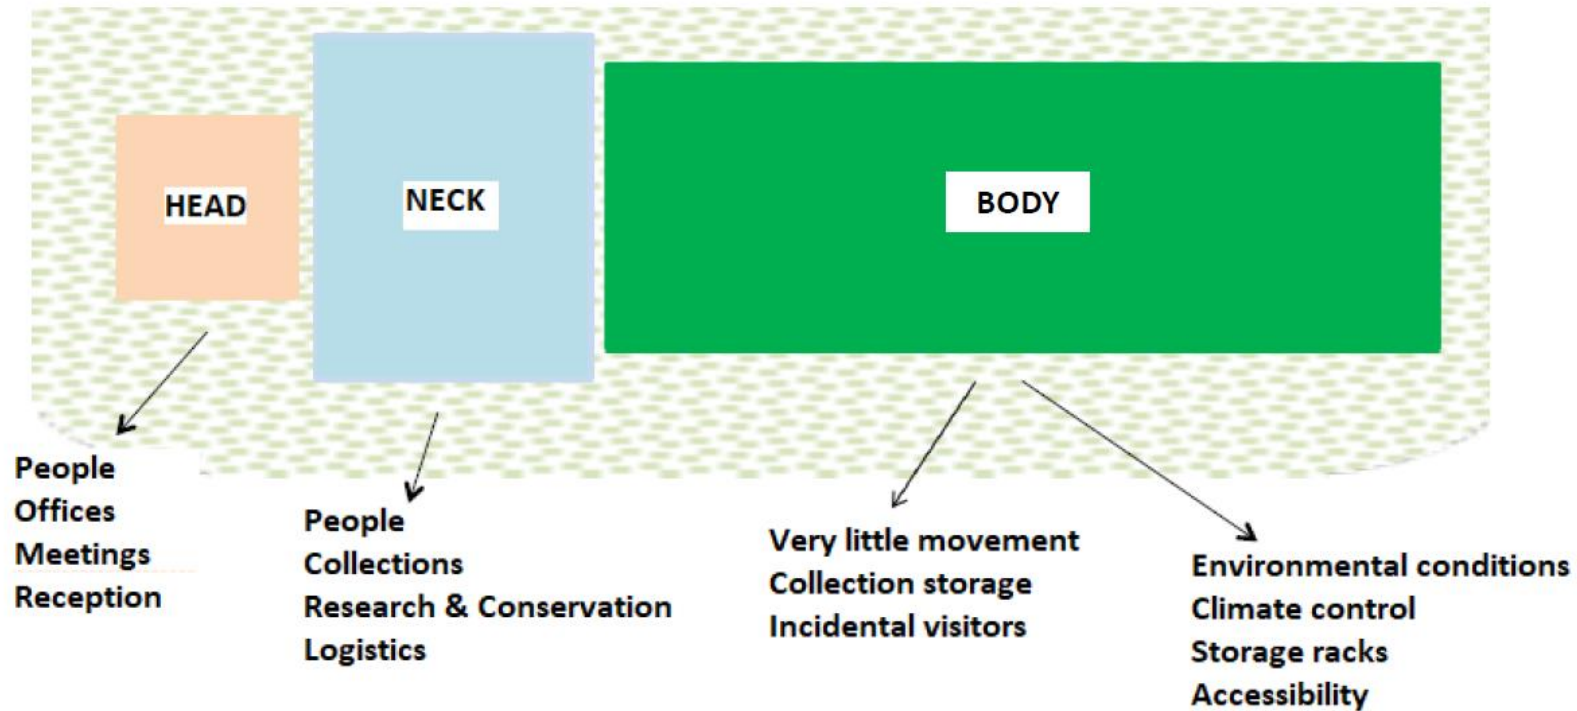 HEAD
NECK
BODY
People
Offices
Meetings
Reception
People
Collections
Research & Conservation
Logistics
Very little movement
Collection storage
Incidental visitors
Environmental conditions
Climate control
Storage racks
Accessibility